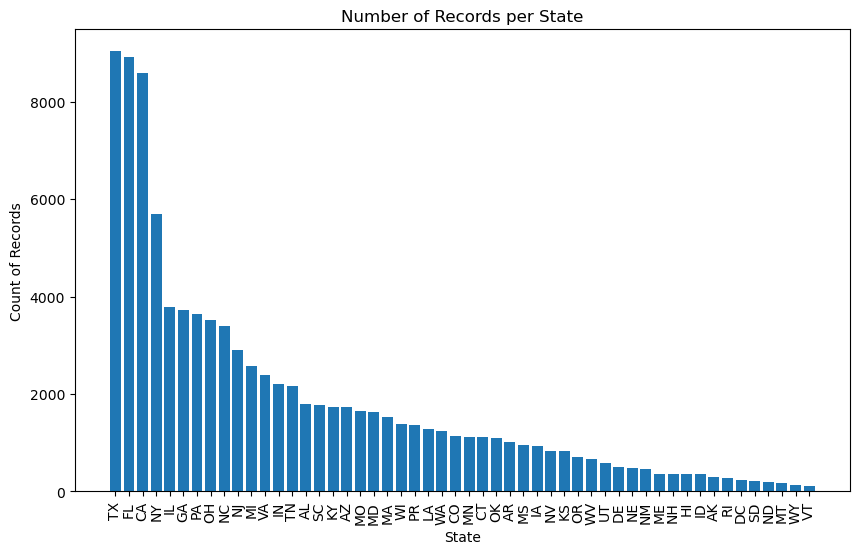 Number of Records per State
Count of Records
8000
6000
4000
2000
0
TX FL CA NY IL GA PA OH NC NJ MI VA IN TN AL SC KY AZ MO MD MA WI PR LA WA CO MN CT OK AR MS IA NV KS OR WV UT DE NE NM ME NH HI ID AK RI DC SD ND MT WY VT
State